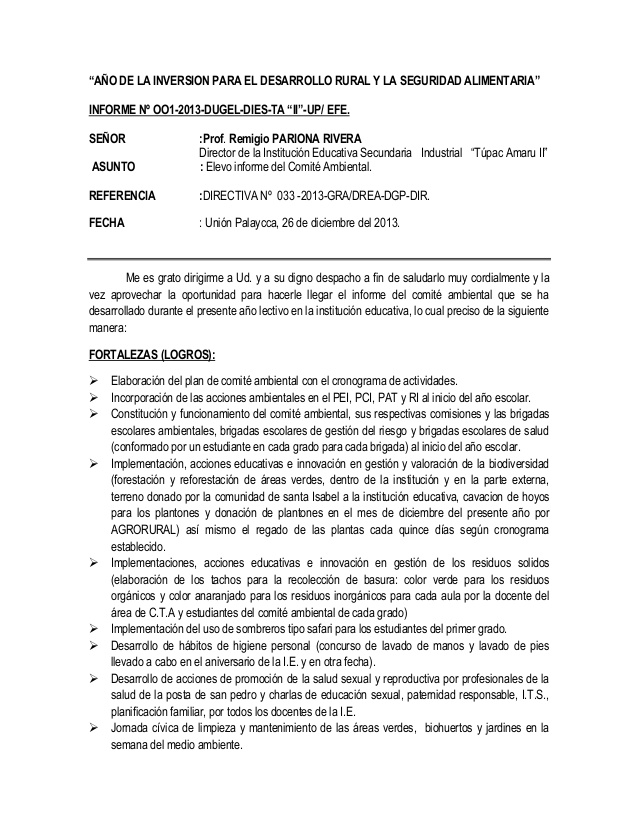 “AÑO DE LA INVERSION PARA EL DESARROLLO RURAL Y LA SEGURIDAD ALIMENTARIA”
INFORME Nº OO1-2013-DUGEL-DIES-TA “II”-UP/ EFE.
SEÑOR :Prof. Remigio PARIONA RIVERA
Director de la Institución Educativa Secundaria Industrial “Túpac Amaru II”
ASUNTO : Elevo informe del Comité Ambiental.
REFERENCIA :DIRECTIVA Nº 033 -2013-GRA/DREA-DGP-DIR.
FECHA : Unión Palaycca, 26 de diciembre del 2013.
Me es grato dirigirme a Ud. y a su digno despacho a fin de saludarlo muy cordialmente y la
vez aprovechar la oportunidad para hacerle llegar el informe del comité ambiental que se ha
desarrollado durante el presente año lectivo en la institución educativa, lo cual preciso de la siguiente
manera:
FORTALEZAS (LOGROS):
➢ Elaboración del plan de comité ambiental con el cronograma de actividades.
➢ Incorporación de las acciones ambientales en el PEI, PCI, PAT y RI al inicio del año escolar.
➢ Constitución y funcionamiento del comité ambiental, sus respectivas comisiones y las brigadas
escolares ambientales, brigadas escolares de gestión del riesgo y brigadas escolares de salud
(conformado por un estudiante en cada grado para cada brigada) al inicio del año escolar.
➢ Implementación, acciones educativas e innovación en gestión y valoración de la biodiversidad
(forestación y reforestación de áreas verdes, dentro de la institución y en la parte externa,
terreno donado por la comunidad de santa Isabel a la institución educativa, cavacion de hoyos
para los plantones y donación de plantones en el mes de diciembre del presente año por
AGRORURAL) así mismo el regado de las plantas cada quince días según cronograma
establecido.
➢ Implementaciones, acciones educativas e innovación en gestión de los residuos solidos
(elaboración de los tachos para la recolección de basura: color verde para los residuos
orgánicos y color anaranjado para los residuos inorgánicos para cada aula por la docente del
área de C.T.A y estudiantes del comité ambiental de cada grado)
➢ Implementación del uso de sombreros tipo safari para los estudiantes del primer grado.
➢ Desarrollo de hábitos de higiene personal (concurso de lavado de manos y lavado de pies
llevado a cabo en el aniversario de la I.E. y en otra fecha).
➢ Desarrollo de acciones de promoción de la salud sexual y reproductiva por profesionales de la
salud de la posta de san pedro y charlas de educación sexual, paternidad responsable, I.T.S.,
planificación familiar, por todos los docentes de la I.E.
➢ Jornada cívica de limpieza y mantenimiento de las áreas verdes, biohuertos y jardines en la
semana del medio ambiente.